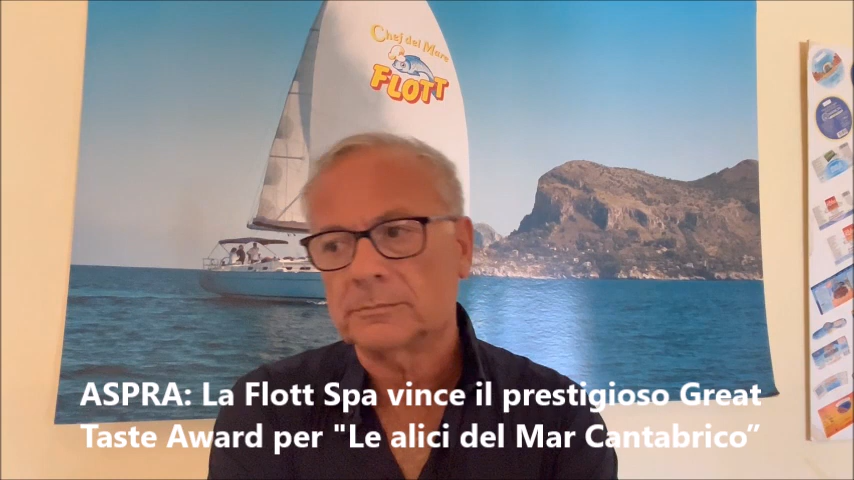 Chef del Mare
FLOTT
ASPRA: La Flott Spa vince il prestigioso Great
Taste Award per "Le alici del Mar Cantabrico”